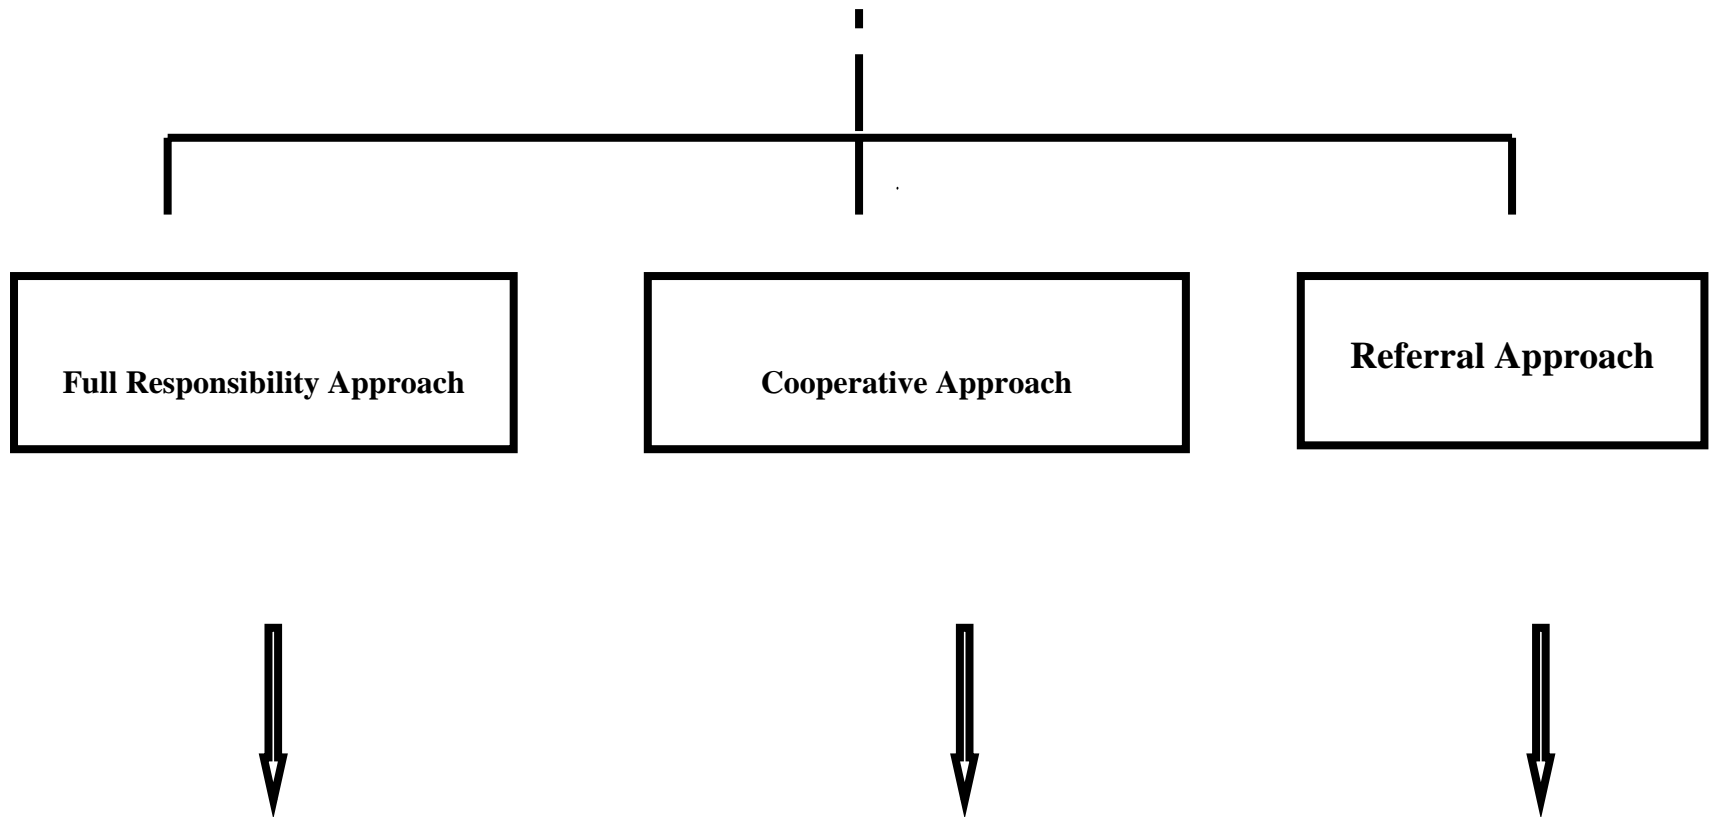 Full Responsibility Approach
Cooperative Approach
Referral Approach